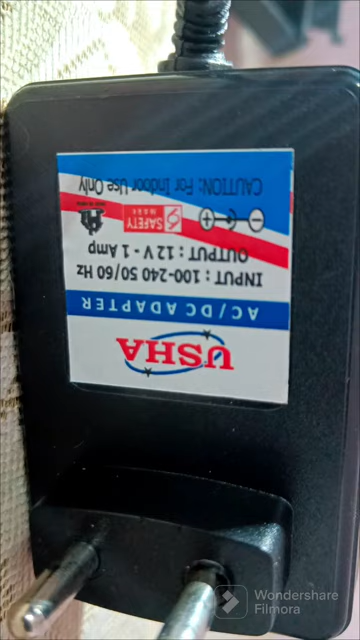 USHA
AC/DC ADAPTER
INPUT : 100-240 50/60 Hz
OUTPUT : 12 V - 1 Amp
SAFETY
CAUTION: For Indoor Use Only
Wondershare
Filmora